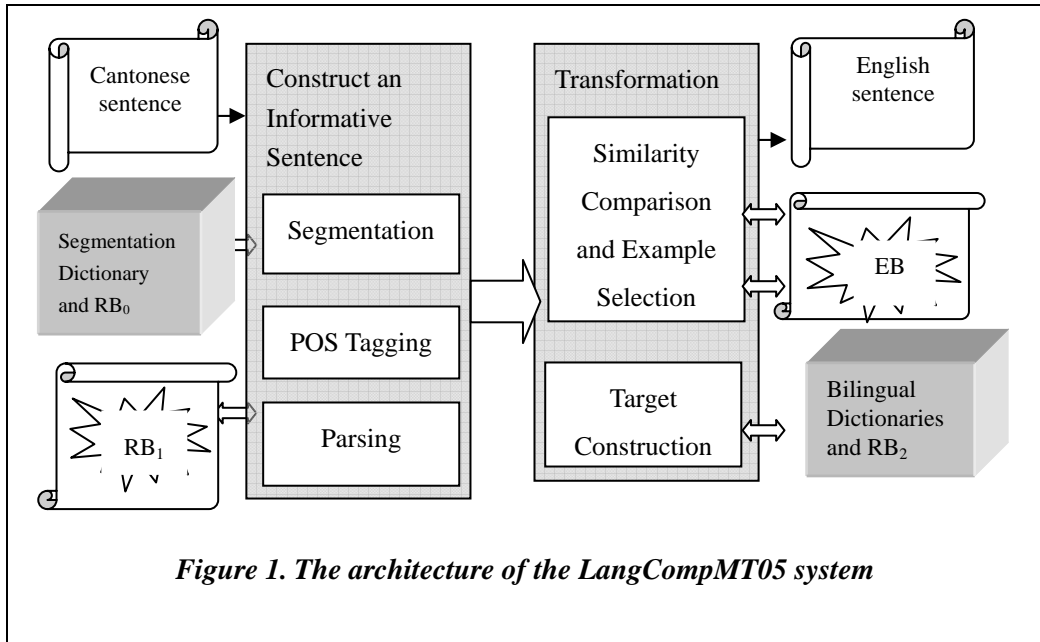 Cantonese
sentence
Construct an
Informative
Sentence
Segmentation
Dictionary
and RB₀
Segmentation
POS Tagging
RB₁
Parsing
Transformation
Similarity
Comparison
and Example
Selection
Target
Construction
English
sentence
EB
Bilingual
Dictionaries
and RB₂
Figure 1. The architecture of the LangCompMT05 system